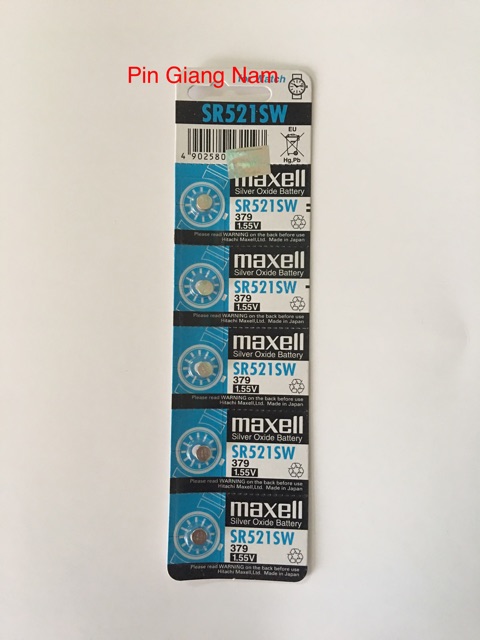 Pin Giang Nam
SR521SW
4 902580
EU
Hg,Pb
maxell
Silver Oxide Battery
SR521SW
379
1.55V
Please read WARNING on the back before use
Hitachi Maxell,Ltd. Made in Japan
maxell
Silver Oxide Battery
SR521SW
379
1.55V
Please read WARNING on the back before use
Hitachi Maxell,Ltd. Made in Japan
maxell
Silver Oxide Battery
SR521SW
379
1.55V
Please read WARNING on the back before use
Hitachi Maxell,Ltd. Made in Japan
maxell
Silver Oxide Battery
SR521SW
379
1.55V
Please read WARNING on the back before use
Hitachi Maxell,Ltd. Made in Japan
maxell
Silver Oxide Battery
SR521SW
379
1.55V
Please read WARNING on the back before use
Hitachi Maxell,Ltd. Made in Japan